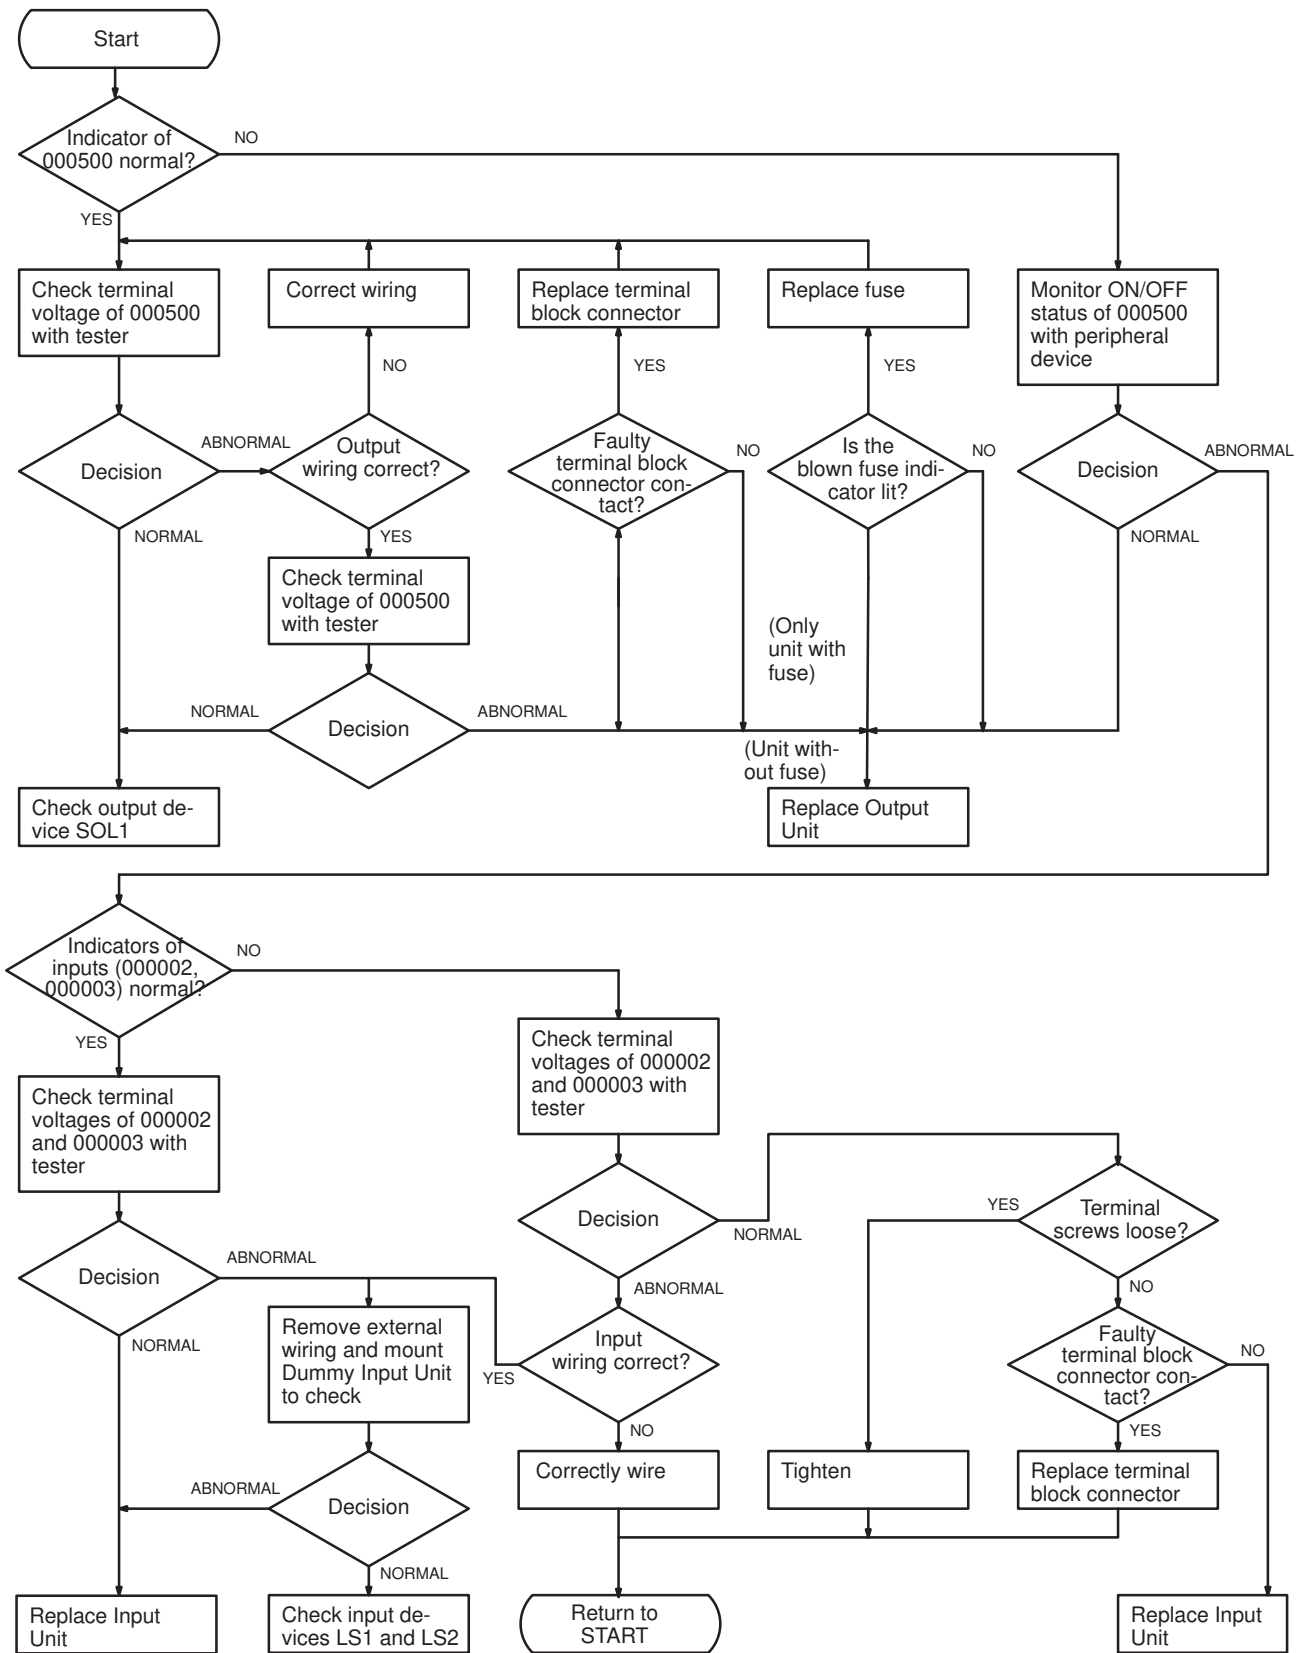 Start
Indicator of
000500 normal?
NO
YES
Check terminal
voltage of 000500
with tester
Correct wiring
Replace terminal
block connector
Replace fuse
Monitor ON/OFF
status of 000500
with peripheral
device
NO
YES
YES
Decision
ABNORMAL
Output
wiring correct?
Faulty
terminal block
connector con-
tact?
NO
Is the
blown fuse indi-
cator lit?
NO
Decision
ABNORMAL
NORMAL
YES
NORMAL
Check terminal
voltage of 000500
with tester
(Only
unit with
fuse)
NORMAL
Decision
ABNORMAL
(Unit with-
out fuse)
Check output de-
vice SOL1
Replace Output
Unit
Indicators of
inputs (000002,
000003) normal?
NO
YES
Check terminal
voltages of 000002
and 000003 with
tester
Check terminal
voltages of 000002
and 000003 with
tester
Decision
NORMAL
YES
Terminal
screws loose?
Decision
ABNORMAL
ABNORMAL
NO
NORMAL
Remove external
wiring and mount
Dummy Input Unit
to check
YES
Input
wiring correct?
Faulty
terminal block
connector con-
tact?
NO
NO
YES
Correctly wire
Tighten
Replace terminal
block connector
ABNORMAL
Decision
NORMAL
Replace Input
Unit
Check input de-
vices LS1 and LS2
Return to
START
Replace Input
Unit